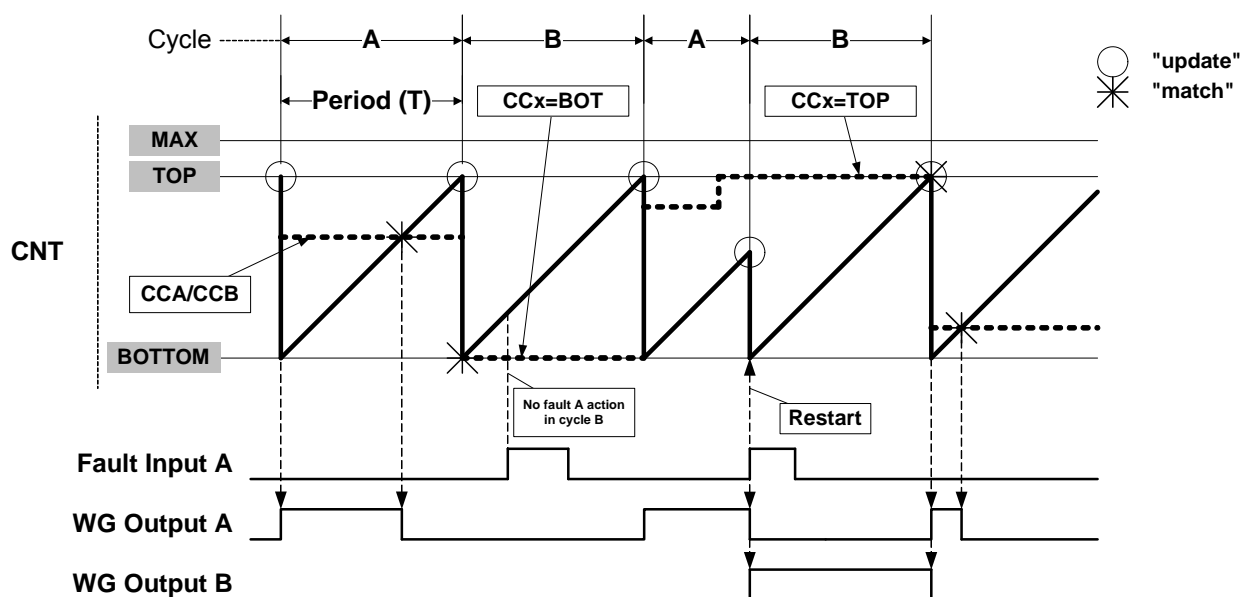 Cycle
A
B
A
B
"update"
"match"
Period (T)
CCx=BOT
CCx=TOP
MAX
TOP
CNT
CCA/CCB
BOTTOM
No fault A action
in cycle B
Restart
Fault Input A
WG Output A
WG Output B